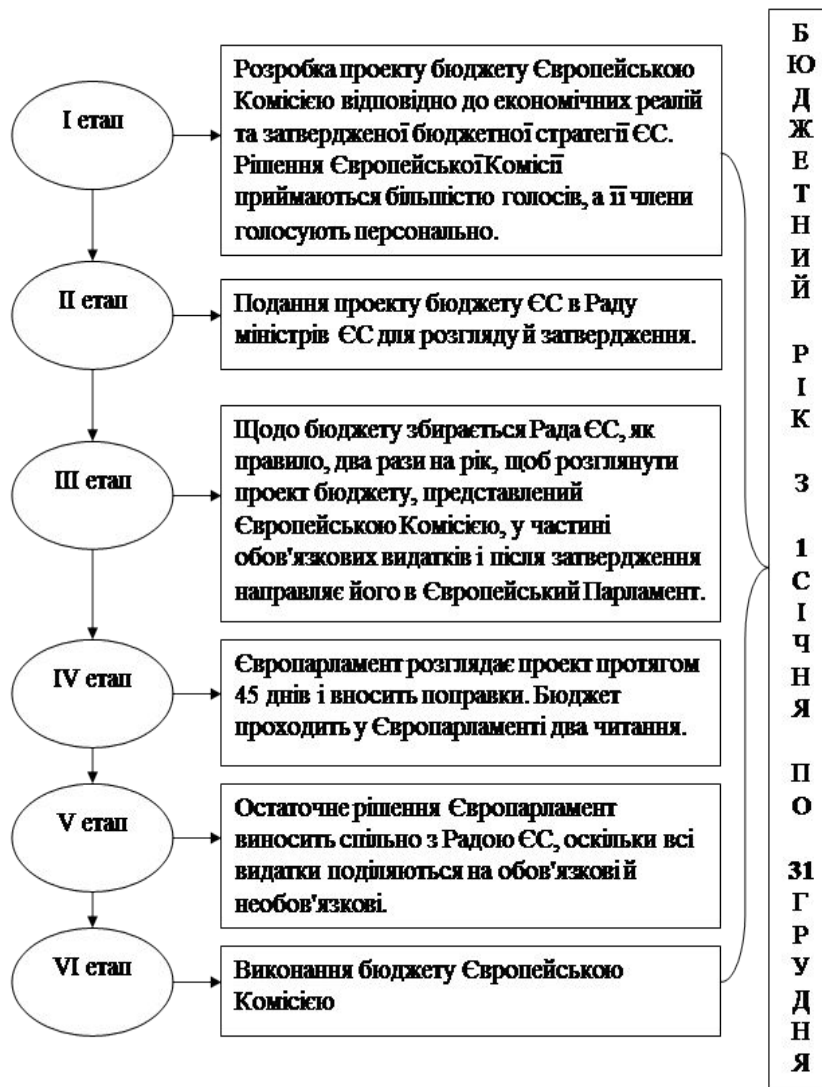 І етап
Розробка проекту бюджету Європейською
Комісією відповідно до економічних реалій
та затвердженої бюджетної стратегії ЄС.
Рішення Європейської Комісії
приймаються більшістю голосів, а її члени
голосують персонально.
ІІ етап
Подання проекту бюджету ЄС в Раду
міністрів ЄС для розгляду й затвердження.
ІІІ етап
Щодо бюджету збирається Рада ЄС, як
правило, два рази на рік, щоб розглянути
проект бюджету, представлений
Європейською Комісією, у частині
обов'язкових видатків і після затвердження
направляє його в Європейський Парламент.
IV етап
Європарламент розглядає проект протягом
45 днів і вносить поправки. Бюджет
проходить у Європарламенті два читання.
V етап
Остаточне рішення Європарламент
виносить спільно з Радою ЄС, оскільки всі
видатки поділяються на обов'язкові й
необов'язкові.
VI етап
Виконання бюджету Європейською
Комісією
БЮДЖЕТНИЙ РІК З 1 СІЧНЯ ПО 31 ГРУДНЯ